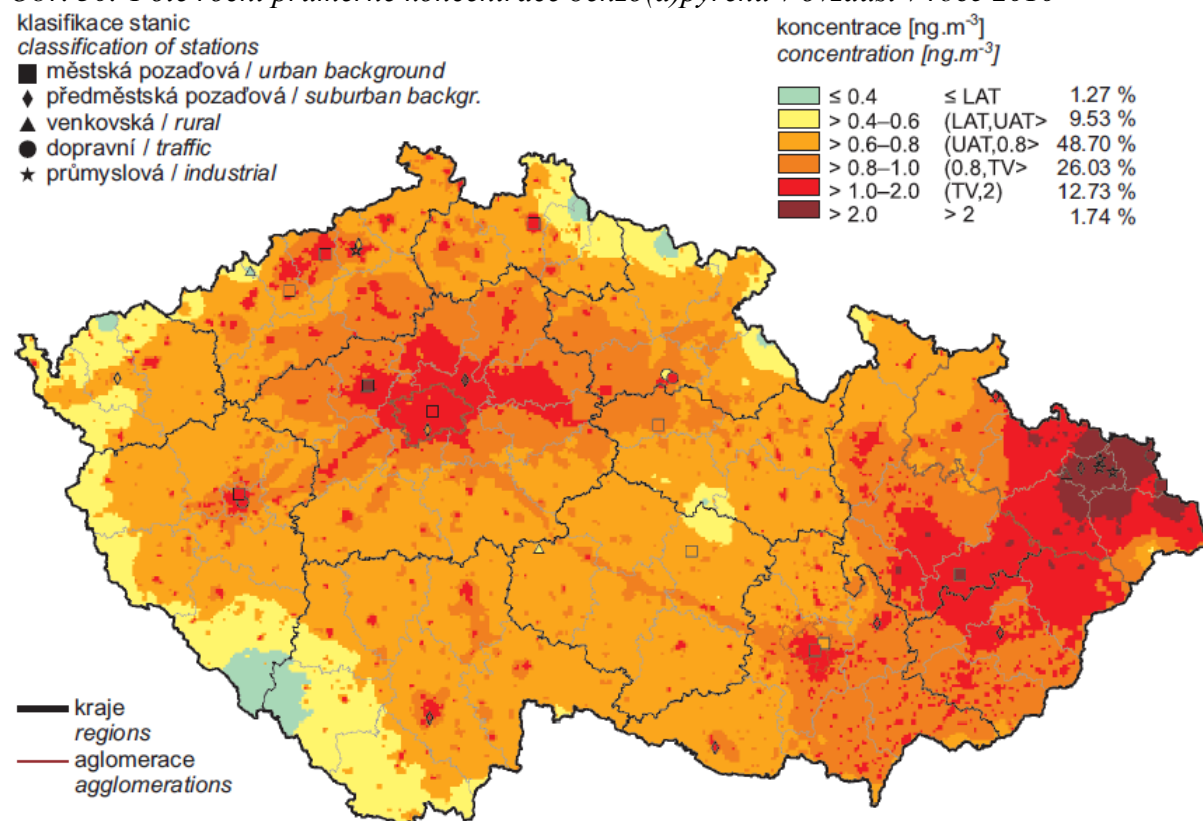 klasifikace stanic
classification of stations
městská pozaďová / urban background
předměstská pozaďová / suburban backgr.
venkovská / rural
dopravní / traffic
průmyslová / industrial
koncentrace [ng.m-3]
concentration [ng.m-3]
≤ 0.4 ≤ LAT 1.27 %
> 0.4–0.6 (LAT,UAT> 9.53 %
> 0.6–0.8 (UAT,0.8> 48.70 %
> 0.8–1.0 (0.8,TV> 26.03 %
> 1.0–2.0 (TV,2) 12.73 %
> 2.0 > 2 1.74 %
kraje
regions
aglomerace
agglomerations